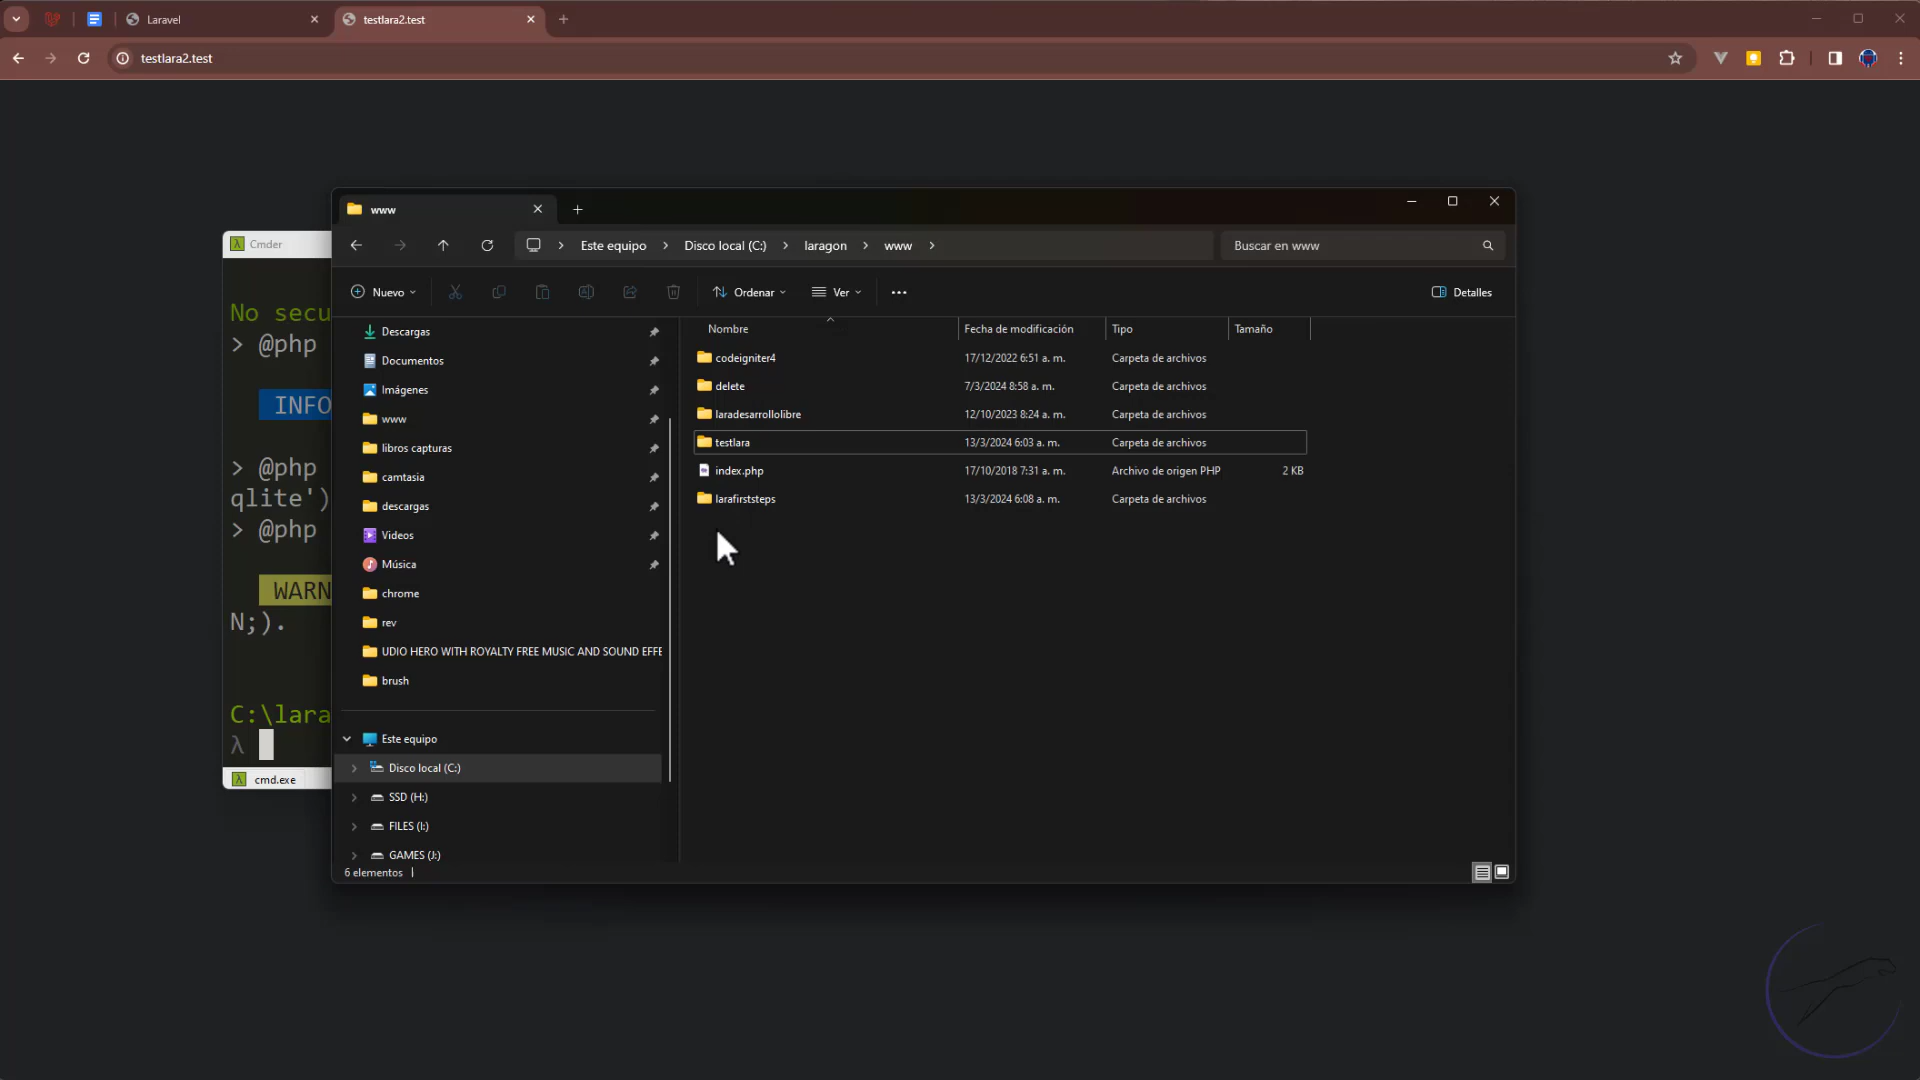 Laravel
testlara2.test
testlara2.test
www
Cmder
Este equipo
Disco local (C:)
laragon
www
Buscar en www
Nuevo
Ordenar
Ver
Detalles
No secu
> @php
INFO
> @php
qlite')
> @php
WARN
N;).
C:\lara
λ
cmd.exe
Descargas
Documentos
Imágenes
www
libros capturas
camtasia
descargas
Videos
Música
chrome
rev
UDIO HERO WITH ROYALTY FREE MUSIC AND SOUND EFFE
brush
Este equipo
Disco local (C:)
SSD (H:)
FILES (I:)
GAMES (J:)
Nombre Fecha de modificación Tipo Tamaño
codeigniter4 17/12/2022 6:51 a. m. Carpeta de archivos
delete 7/3/2024 8:58 a. m. Carpeta de archivos
laradesarrollolibre 12/10/2023 8:24 a. m. Carpeta de archivos
testlara 13/3/2024 6:03 a. m. Carpeta de archivos
index.php 17/10/2018 7:31 a. m. Archivo de origen PHP 2 KB
larafirststeps 13/3/2024 6:08 a. m. Carpeta de archivos
6 elementos